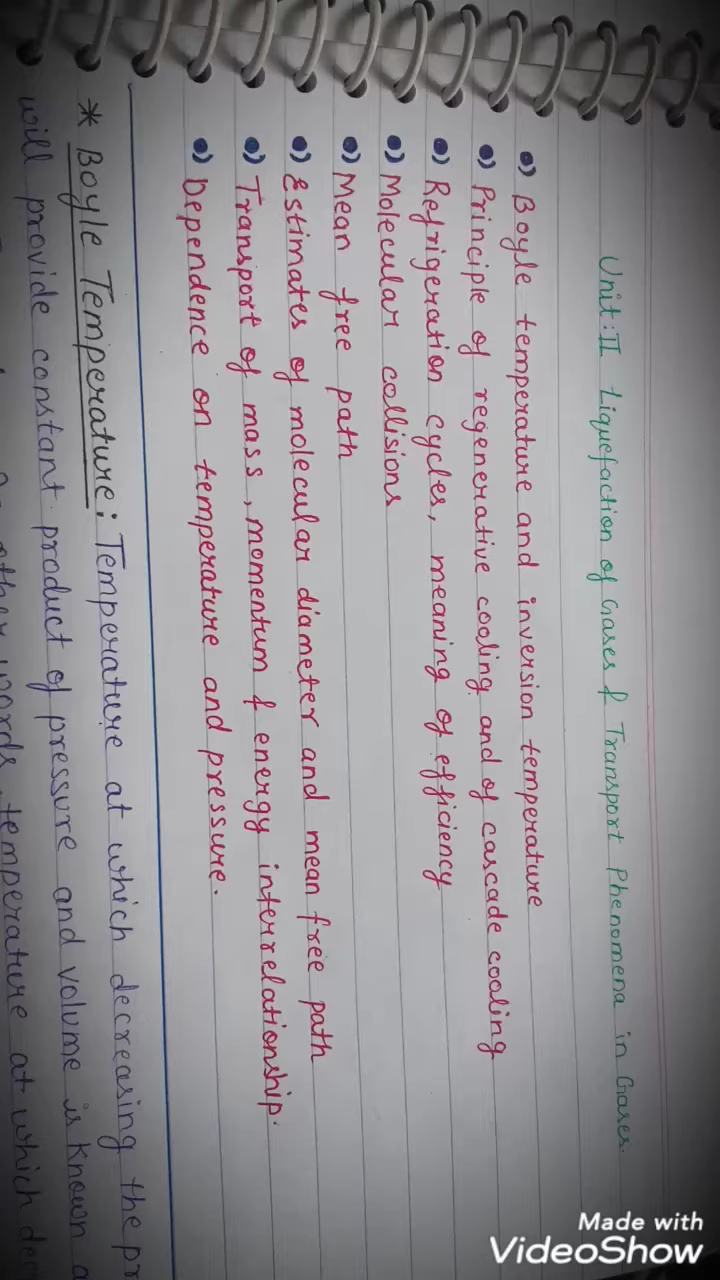 Unit:II Liquefaction of Gases & Transport Phenomena in Gases.
•) Boyle temperature and inversion temperature
•) Principle of regenerative cooling and of cascade cooling
•) Refrigeration cycles, meaning of efficiency
•) Molecular collisions
•) Mean free path
•) Estimates of molecular diameter and mean free path
•) Transport of mass, momentum & energy interrelationship.
•) Dependence on temperature and pressure.
* Boyle Temperature: Temperature at which decreasing the pr
will provide constant product of pressure and volume is known a
other words, temperature at which
Made with
VideoShow